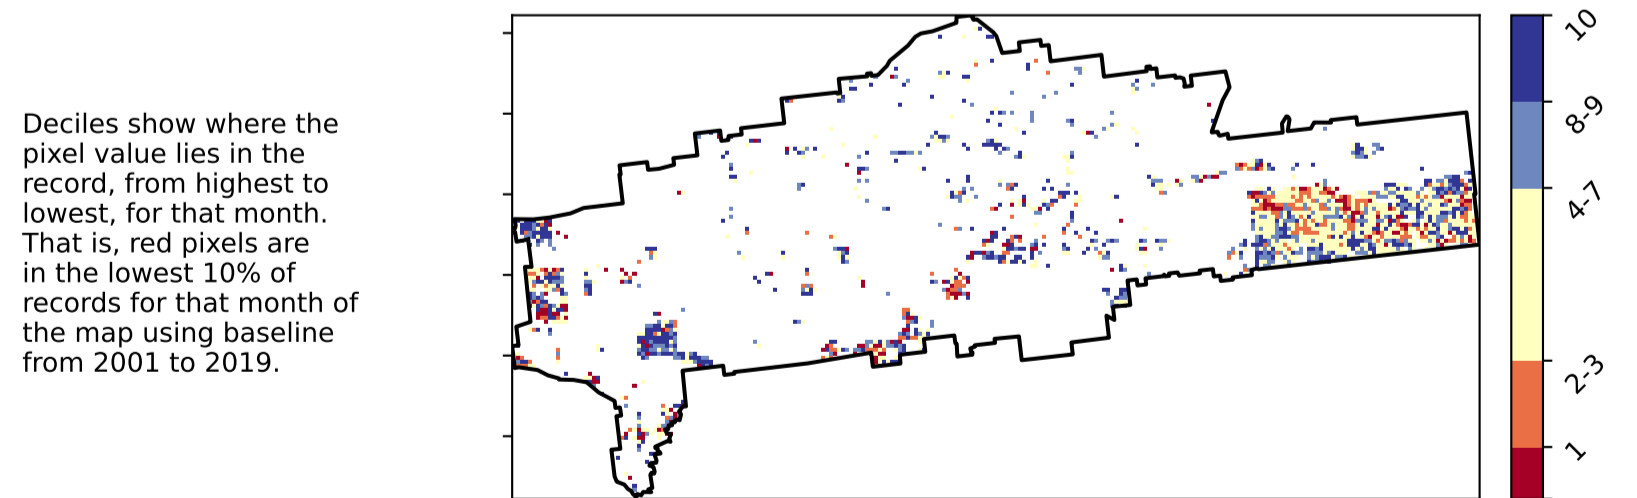 Deciles show where the
pixel value lies in the
record, from highest to
lowest, for that month.
That is, red pixels are
in the lowest 10% of
records for that month of
the map using baseline
from 2001 to 2019.
10
8-9
4-7
2-3
1